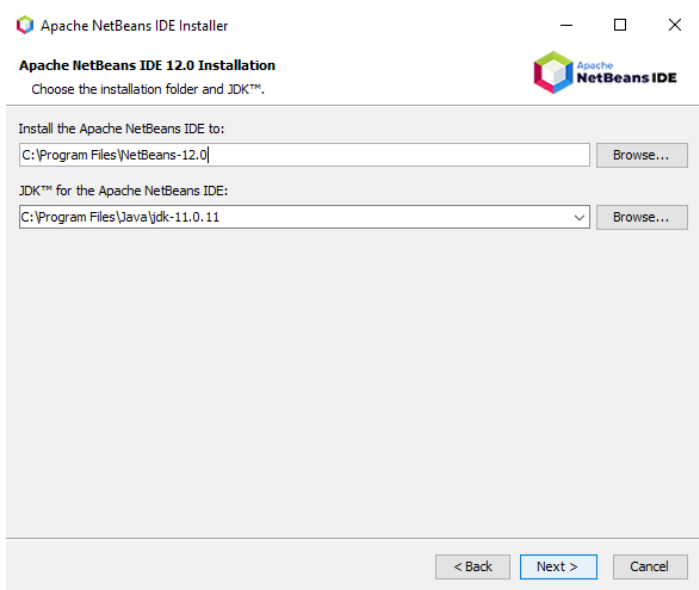 Apache NetBeans IDE Installer
Apache NetBeans IDE 12.0 Installation
Choose the installation folder and JDK™.
Apache
NetBeans IDE
Install the Apache NetBeans IDE to:
C:\Program Files\NetBeans-12.0
Browse...
JDK™ for the Apache NetBeans IDE:
C:\Program Files\Java\jdk-11.0.11
Browse...
< Back
Next >
Cancel